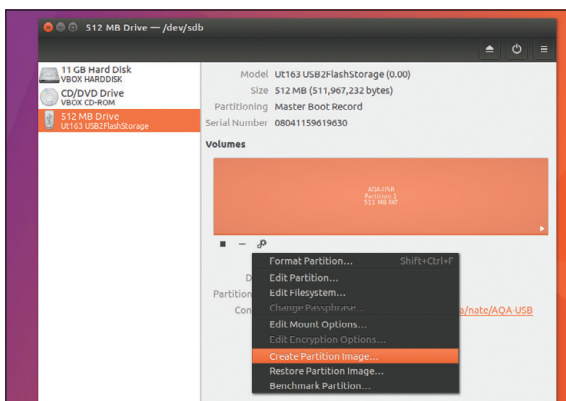 512 MB Drive — /dev/sdb
11 GB Hard Disk
VBOX HARDDISK
CD/DVD Drive
VBOX CD-ROM
512 MB Drive
Ut163 USB2FlashStorage
Model Ut163 USB2FlashStorage (0.00)
Size 512 MB (511,967,232 bytes)
Partitioning Master Boot Record
Serial Number 08041159619630
Volumes
AQA-USB
Partition 1
511 MB FAT
Format Partition... Shift+Ctrl+F
D
Edit Partition...
Partition
Edit Filesystem...
Con
Change Passphrase...
a/nate/AQA-USB
Edit Mount Options...
Edit Encryption Options...
Create Partition Image...
Restore Partition Image...
Benchmark Partition...